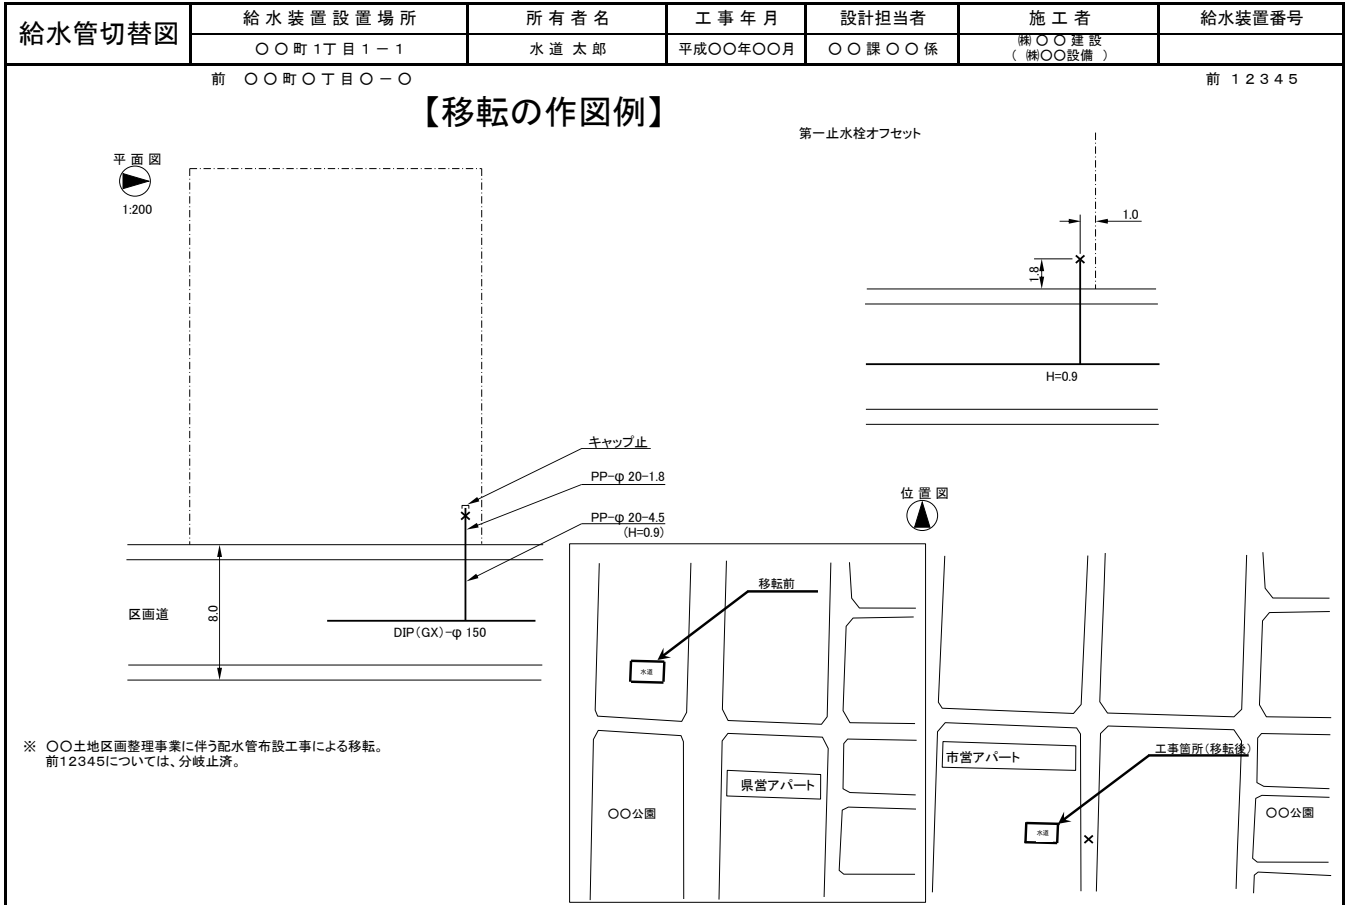 給水管切替図
給水装置設置場所
所有者名
工事年月
設計担当者
施工者
給水装置番号
○○町1丁目1－1
水道 太郎
平成○○年○○月
○○課○○係
㈱○○建設
（ ㈱○○設備 ）
前 ○○町○丁目○－○
前 12345
【移転の作図例】
第一止水栓オフセット
平面図
1:200
1.0
1.8
H=0.9
キャップ止
PP-φ 20-1.8
PP-φ 20-4.5
(H=0.9)
区画道
8.0
DIP(GX)-φ 150
位置図
移転前
水道
県営アパート
○○公園
市営アパート
工事箇所(移転後)
水道
○○公園
※ ○○土地区画整理事業に伴う配水管布設工事による移転。
前12345については、分岐止済。